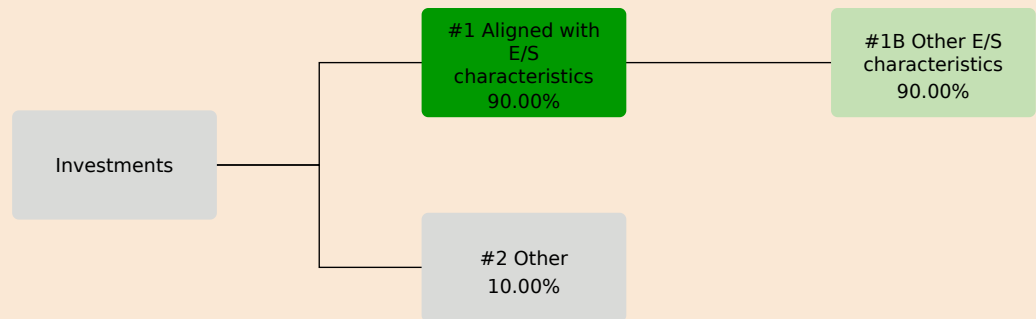 Investments
#1 Aligned with
E/S
characteristics
90.00%
#2 Other
10.00%
#1B Other E/S
characteristics
90.00%